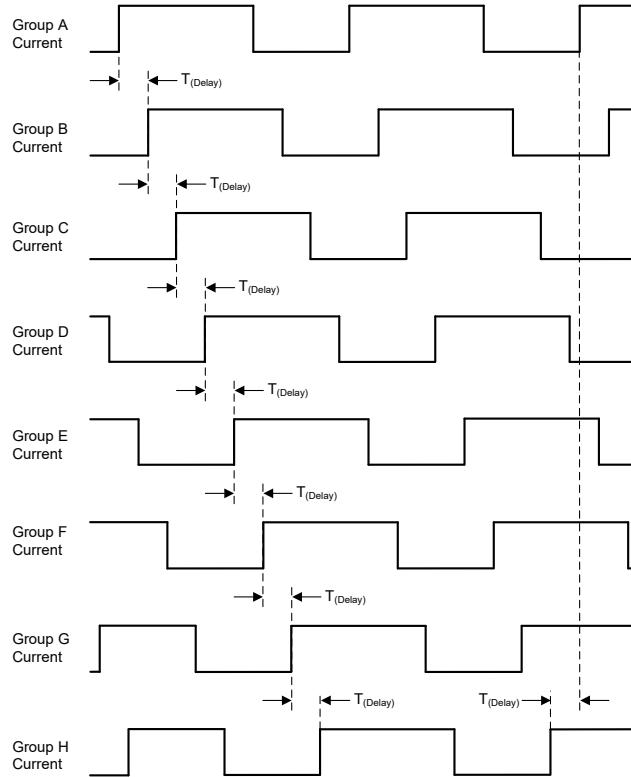 Group A
Current
T(Delay)
Group B
Current
T(Delay)
Group C
Current
T(Delay)
Group D
Current
T(Delay)
Group E
Current
T(Delay)
Group F
Current
T(Delay)
Group G
Current
T(Delay) T(Delay)
Group H
Current